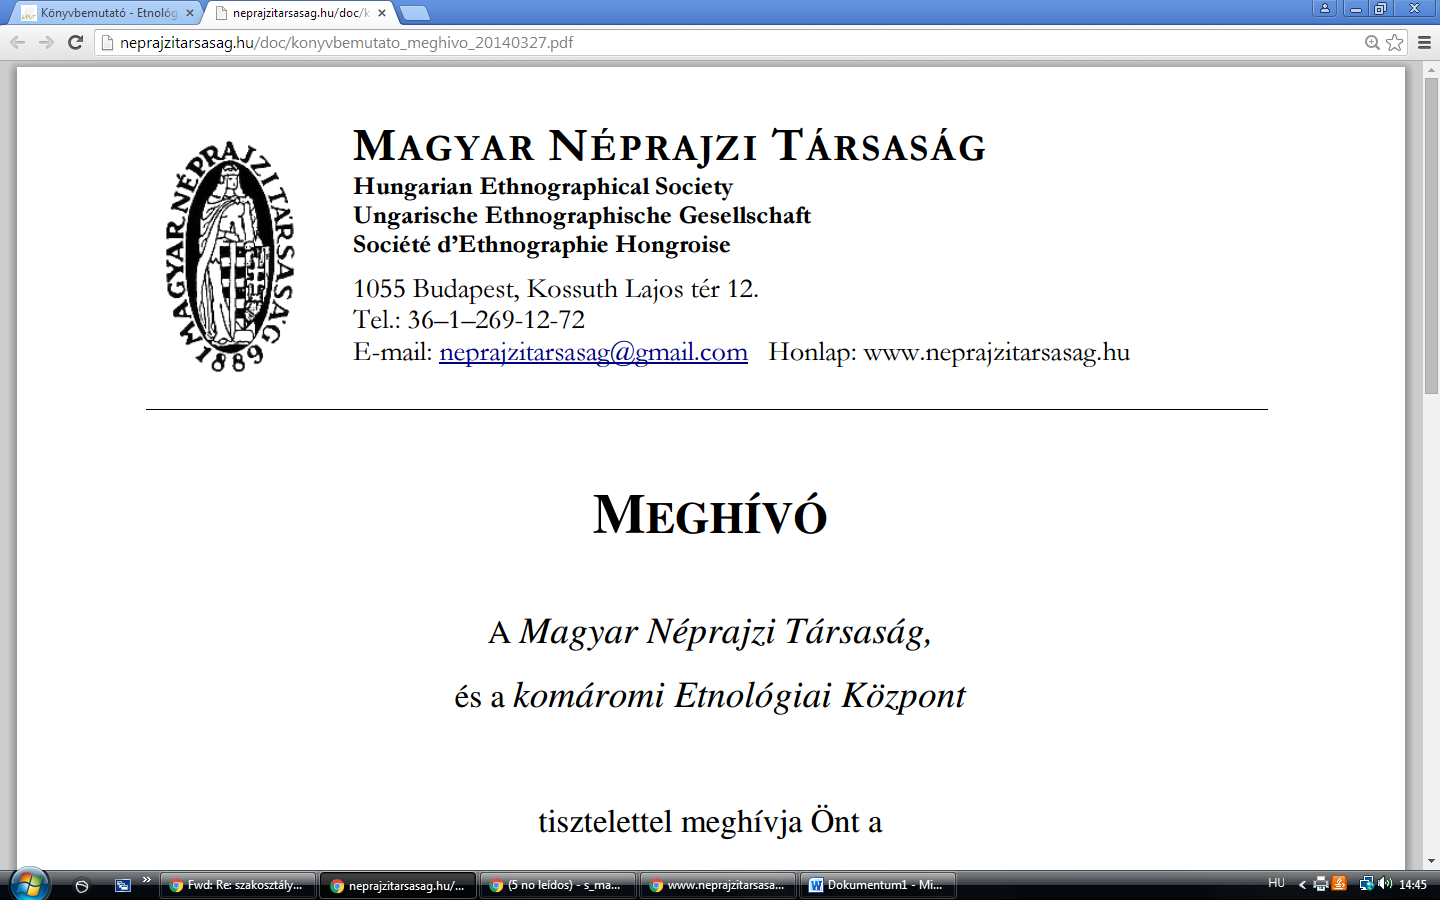 Könyvbemutató - Etnológ
neprajzitarsasag.hu/doc/k
neprajzitarsasag.hu/doc/konyvbemutato_meghivo_20140327.pdf
MAGYAR NÉPRAJZI TÁRSASÁG
1889
MAGYAR NÉPRAJZI TÁRSASÁG
Hungarian Ethnographical Society
Ungarische Ethnographische Gesellschaft
Société d’Ethnographie Hongroise
1055 Budapest, Kossuth Lajos tér 12.
Tel.: 36–1–269-12-72
E-mail: neprajzitarsasag@gmail.com Honlap: www.neprajzitarsasag.hu
MEGHÍVÓ
A Magyar Néprajzi Társaság,
és a komáromi Etnológiai Központ
tisztelettel meghívja Önt a
Fwd: Re: szakosztály...
neprajzitarsasag.hu/...
(5 no leídos) - s_ma...
www.neprajzitarsasa...
Dokumentum1 - Mi...
HU
14:45